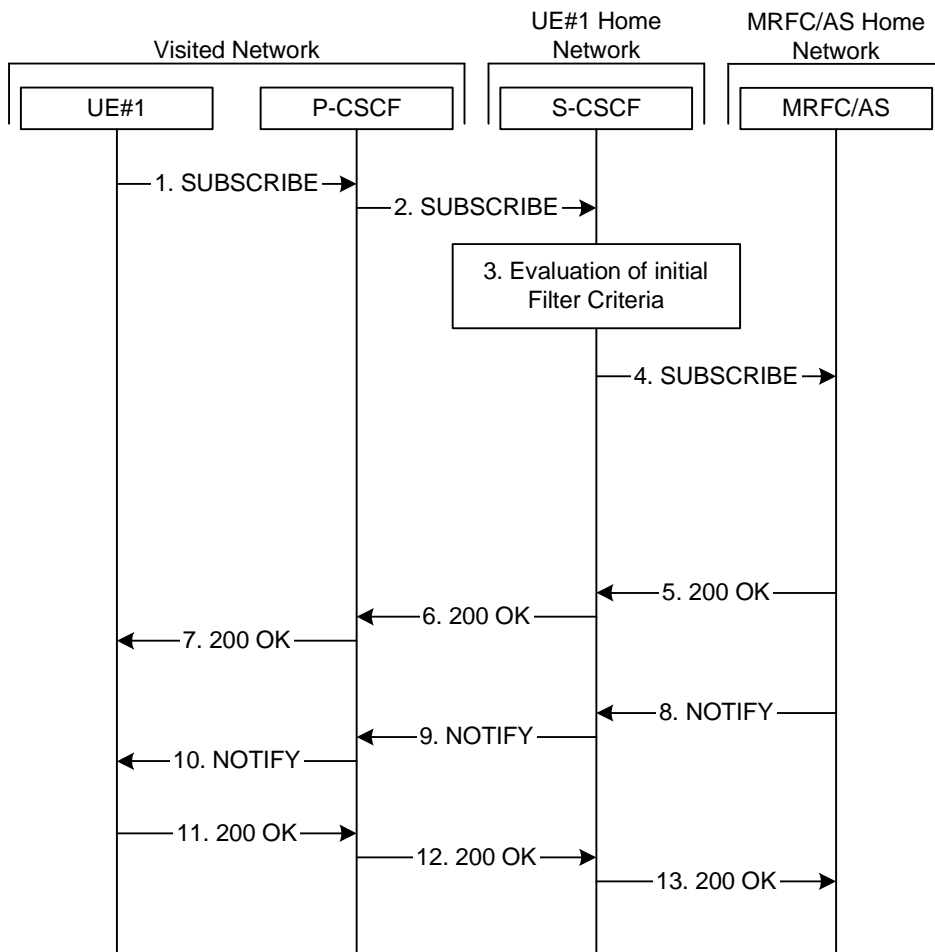 UE#1 Home
Network
MRFC/AS Home
Network
Visited Network
UE#1
P-CSCF
S-CSCF
MRFC/AS
1. SUBSCRIBE
2. SUBSCRIBE
3. Evaluation of initial
Filter Criteria
4. SUBSCRIBE
5. 200 OK
6. 200 OK
7. 200 OK
8. NOTIFY
9. NOTIFY
10. NOTIFY
11. 200 OK
12. 200 OK
13. 200 OK